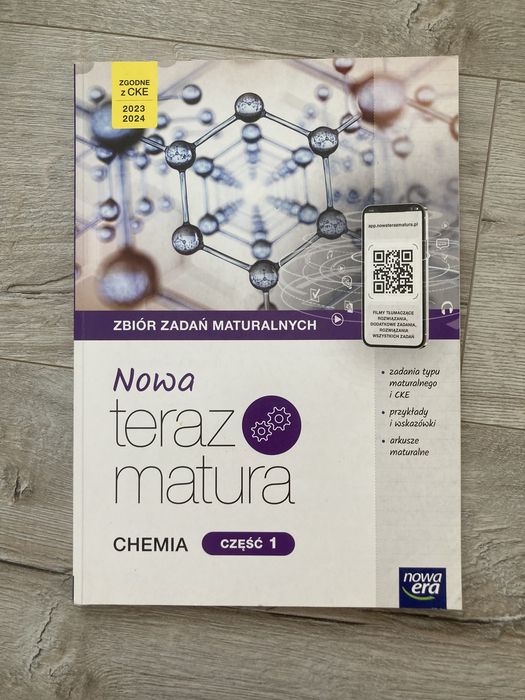 ZGODNE
z CKE
2023
2024
app.nowaterazmatura.pl
FILMY TŁUMACZĄCE
ROZWIĄZANIA,
DODATKOWE ZADANIA,
ROZWIĄZANIA
WSZYSTKICH ZADAŃ
ZBIÓR ZADAŃ MATURALNYCH
Nowa
teraz
matura
• zadania typu
maturalnego
i CKE
• przykłady
i wskazówki
• arkusze
maturalne
CHEMIA CZĘŚĆ 1
nowa
era